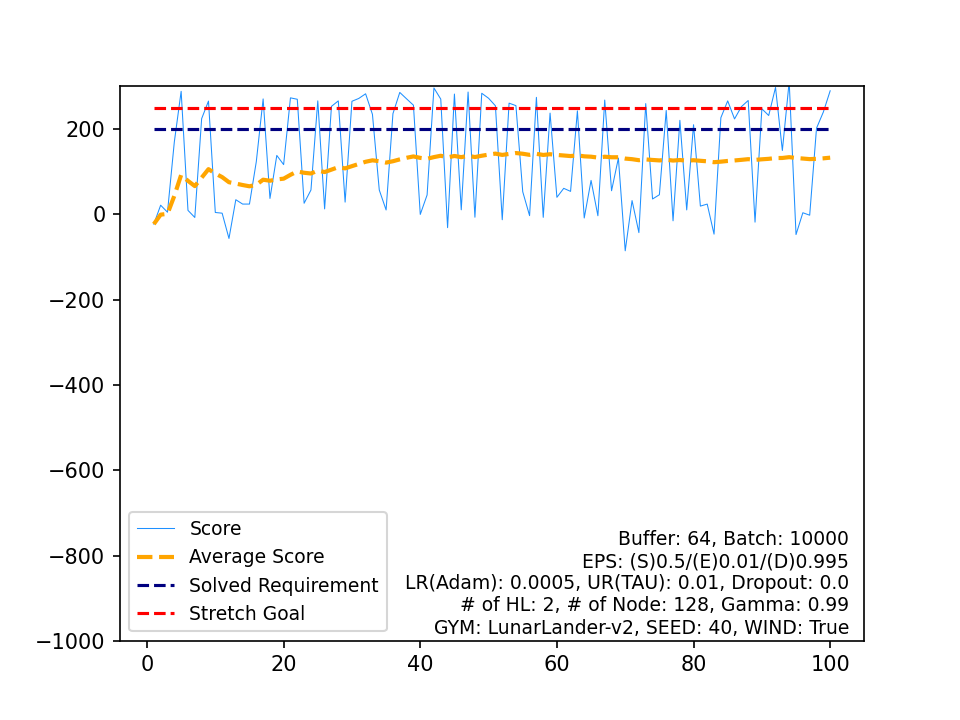 200
0
−200
−400
−600
−800
−1000
0
20
40
60
80
100
Score
Average Score
Solved Requirement
Stretch Goal
Buffer: 64, Batch: 10000
EPS: (S)0.5/(E)0.01/(D)0.995
LR(Adam): 0.0005, UR(TAU): 0.01, Dropout: 0.0
# of HL: 2, # of Node: 128, Gamma: 0.99
GYM: LunarLander-v2, SEED: 40, WIND: True